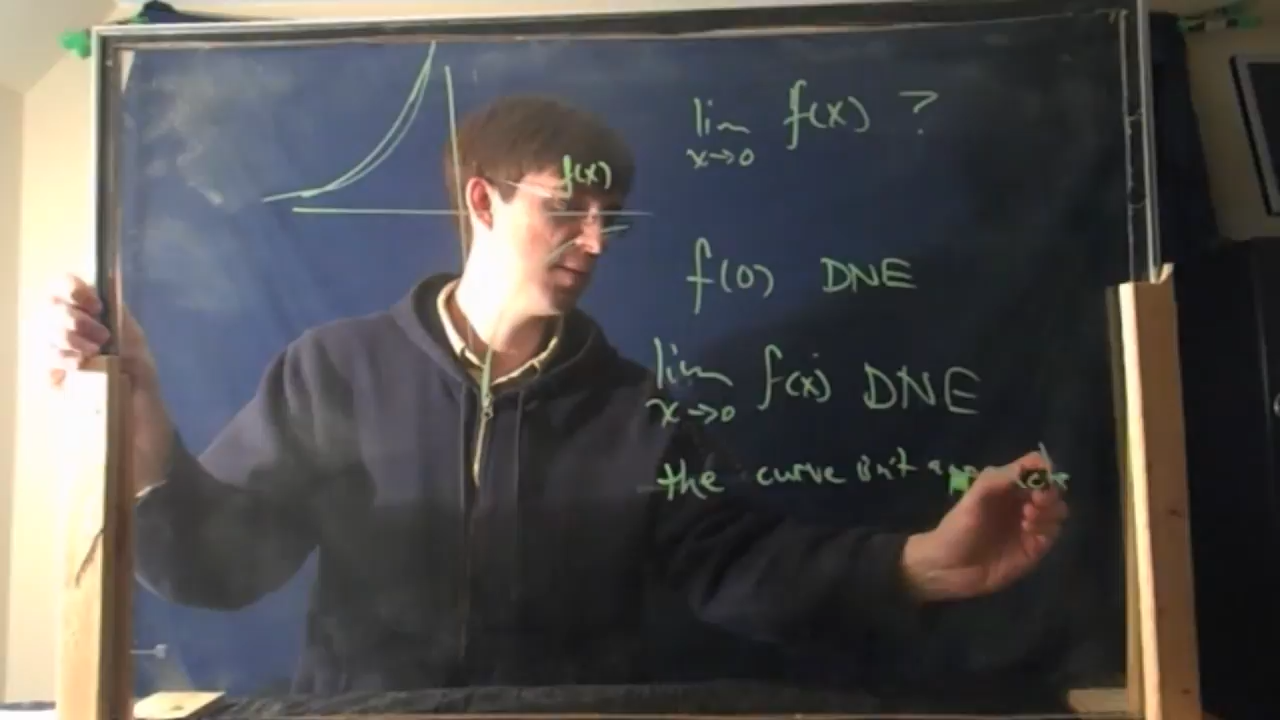 lim f(x) ?
x→0
f(x)
f(0) DNE
lim f(x) DNE
x→0
the curve isn't